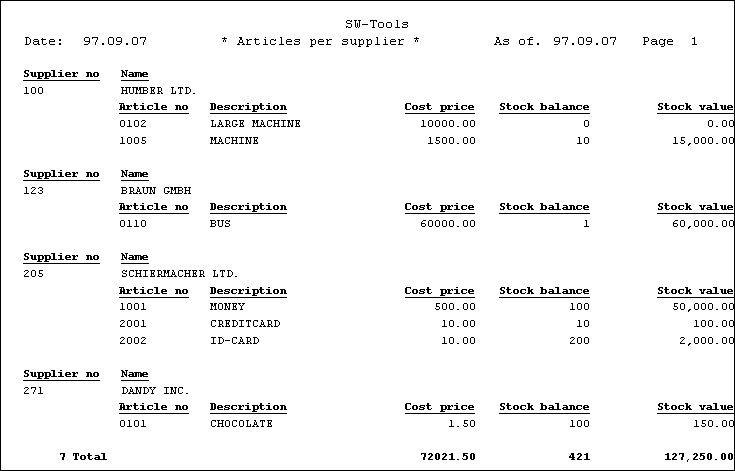 SW-Tools
Date: 97.09.07 * Articles per supplier * As of. 97.09.07 Page 1
Supplier no Name
100 HUMBER LTD.
Article no Description Cost price Stock balance Stock value
0102 LARGE MACHINE 10000.00 0 0.00
1005 MACHINE 1500.00 10 15,000.00
Supplier no Name
123 BRAUN GMBH
Article no Description Cost price Stock balance Stock value
0110 BUS 60000.00 1 60,000.00
Supplier no Name
205 SCHIERMACHER LTD.
Article no Description Cost price Stock balance Stock value
1001 MONEY 500.00 100 50,000.00
2001 CREDITCARD 10.00 10 100.00
2002 ID-CARD 10.00 200 2,000.00
Supplier no Name
271 DANDY INC.
Article no Description Cost price Stock balance Stock value
0101 CHOCOLATE 1.50 100 150.00
7 Total 72021.50 421 127,250.00